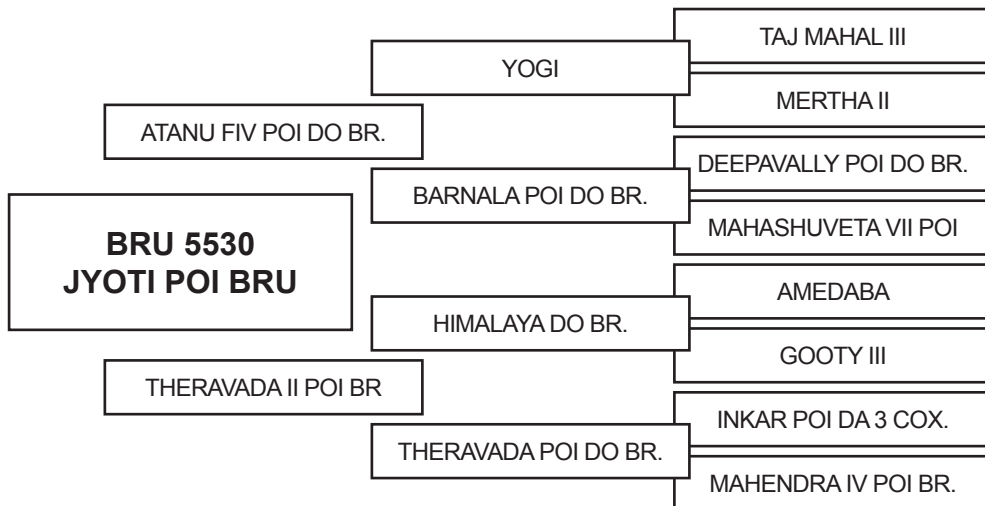 TAJ MAHAL III
YOGI
MERTHA II
ATANU FIV POI DO BR.
DEEPAVALLY POI DO BR.
BARNALA POI DO BR.
MAHASHUVETA VII POI
BRU 5530
JYOTI POI BRU
AMEDABA
HIMALAYA DO BR.
GOOTY III
THERAVADA II POI BR
INKAR POI DA 3 COX.
THERAVADA POI DO BR.
MAHENDRA IV POI BR.